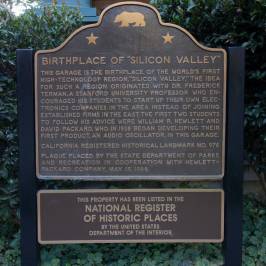 BIRTHPLACE OF "SILICON VALLEY"
THIS GARAGE IS THE BIRTHPLACE OF THE WORLD'S FIRST
HIGH-TECHNOLOGY REGION, "SILICON VALLEY." THE IDEA
FOR SUCH A REGION ORIGINATED WITH DR. FREDERICK
TERMAN, A STANFORD UNIVERSITY PROFESSOR WHO EN-
COURAGED HIS STUDENTS TO START UP THEIR OWN ELEC-
TRONICS COMPANIES IN THE AREA INSTEAD OF JOINING
ESTABLISHED FIRMS IN THE EAST. THE FIRST TWO STUDENTS
TO FOLLOW HIS ADVICE WERE WILLIAM R. HEWLETT AND
DAVID PACKARD, WHO IN 1938 BEGAN DEVELOPING THEIR
FIRST PRODUCT, AN AUDIO OSCILLATOR, IN THIS GARAGE.
CALIFORNIA REGISTERED HISTORICAL LANDMARK NO. 976
PLAQUE PLACED BY THE STATE DEPARTMENT OF PARKS
AND RECREATION IN COOPERATION WITH HEWLETT-
PACKARD COMPANY, MAY 19, 1989.
THIS PROPERTY HAS BEEN LISTED IN THE
NATIONAL REGISTER
OF HISTORIC PLACES
BY THE UNITED STATES
DEPARTMENT OF THE INTERIOR